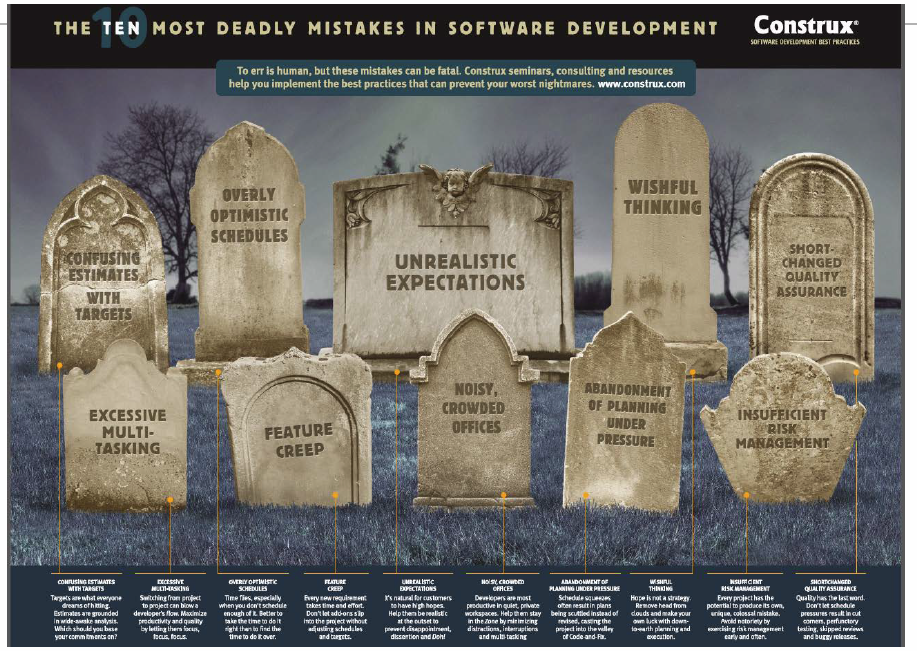 THE TEN MOST DEADLY MISTAKES IN SOFTWARE DEVELOPMENT
10
Construx®
SOFTWARE DEVELOPMENT BEST PRACTICES
To err is human, but these mistakes can be fatal. Construx seminars, consulting and resources
help you implement the best practices that can prevent your worst nightmares. www.construx.com
CONFUSING
ESTIMATES
WITH
TARGETS
OVERLY
OPTIMISTIC
SCHEDULES
UNREALISTIC
EXPECTATIONS
WISHFUL
THINKING
SHORT-
CHANGED
QUALITY
ASSURANCE
EXCESSIVE
MULTI-
TASKING
FEATURE
CREEP
NOISY,
CROWDED
OFFICES
ABANDONMENT
OF PLANNING
UNDER
PRESSURE
INSUFFICIENT
RISK
MANAGEMENT
CONFUSING ESTIMATES
WITH TARGETS
Targets are what everyone
dreams of hitting.
Estimates are grounded
in wide-awake analysis.
Which should you base
your commitments on?
EXCESSIVE
MULTI-TASKING
Switching from project
to project can blow a
developer's flow. Maximize
productivity and quality
by letting them focus,
focus, focus.
OVERLY OPTIMISTIC
SCHEDULES
Time flies, especially
when you don't schedule
enough of it. Better to
take the time to do it
right than to find the
time to do over.
FEATURE
CREEP
Every new requirement
takes time and effort.
Don't let add-ons slip
into the project without
adjusting schedules
and targets.
UNREALISTIC
EXPECTATIONS
It's natural for customers
to have high hopes.
Help them be realistic
at the outset to
prevent disappointment,
dissertion and Doh!
NOISY, CROWDED
OFFICES
Developers are most
productive in quiet, private
workspaces. Help them stay
in the Zone by minimizing
distractions, interruptions
and multi-tasking
ABANDONMENT OF
PLANNING UNDER PRESSURE
Schedule squeezes
often result in plans
being scuttled instead of
revised, casting the
project into the valley
of Code-and-Fix.
WISHFUL
THINKING
Hope is not a strategy.
Remove head from
clouds and make your
own luck with down-
to-earth planning and
execution.
INSUFFICIENT
RISK MANAGEMENT
Every project has the
potential to produce its own,
unique, colossal mistake.
Avoid notoriety by
exercising risk management
early and often.
SHORTCHANGED
QUALITY ASSURANCE
Quality has the last word.
Don't let schedule
pressures result in cut
corners, perfunctory
testing, skipped reviews
and buggy releases.